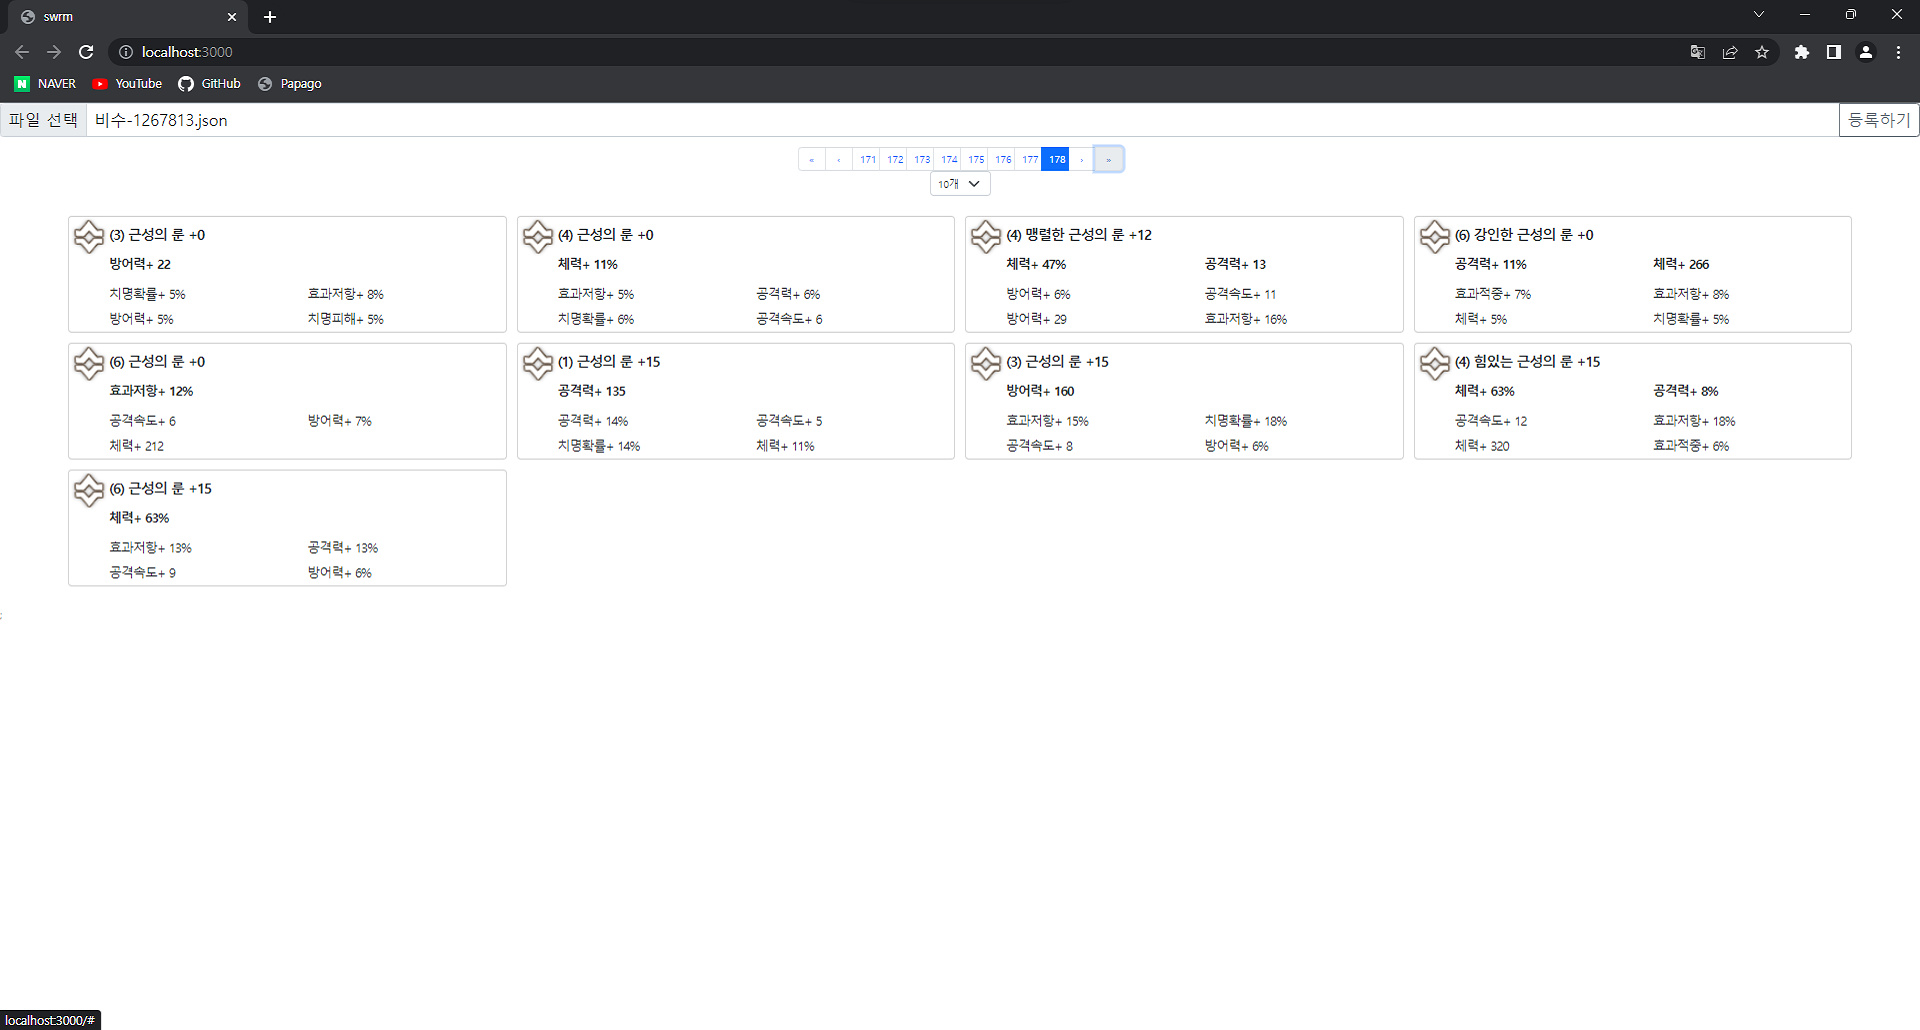 swrm
localhost:3000
NAVER YouTube GitHub Papago
파일 선택 비수-1267813.json 등록하기
« ‹ 171 172 173 174 175 176 177 178 › »
10개
(3) 근성의 룬 +0
방어력+ 22
치명확률+ 5% 효과저항+ 8%
방어력+ 5% 치명피해+ 5%
(4) 근성의 룬 +0
체력+ 11%
효과저항+ 5% 공격력+ 6%
치명확률+ 6% 공격속도+ 6
(4) 맹렬한 근성의 룬 +12
체력+ 47% 공격력+ 13
방어력+ 6% 공격속도+ 11
방어력+ 29 효과저항+ 16%
(6) 강인한 근성의 룬 +0
공격력+ 11% 체력+ 266
효과적중+ 7% 효과저항+ 8%
체력+ 5% 치명확률+ 5%
(6) 근성의 룬 +0
효과저항+ 12%
공격속도+ 6 방어력+ 7%
체력+ 212
(1) 근성의 룬 +15
공격력+ 135
공격력+ 14% 공격속도+ 5
치명확률+ 14% 체력+ 11%
(3) 근성의 룬 +15
방어력+ 160
효과저항+ 15% 치명확률+ 18%
공격속도+ 8 방어력+ 6%
(4) 힘있는 근성의 룬 +15
체력+ 63% 공격력+ 8%
공격속도+ 12 효과저항+ 18%
체력+ 320 효과적중+ 6%
(6) 근성의 룬 +15
체력+ 63%
효과저항+ 13% 공격력+ 13%
공격속도+ 9 방어력+ 6%
localhost:3000/#